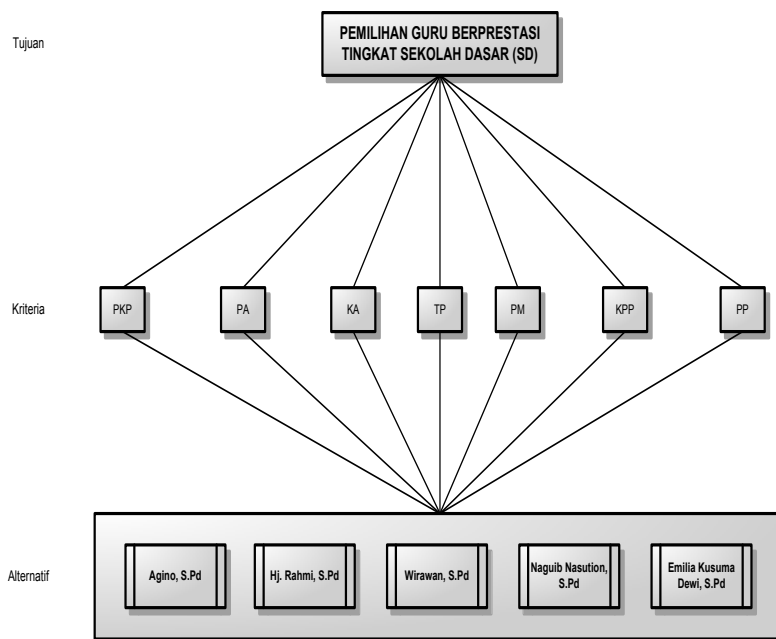 Tujuan
PEMILIHAN GURU BERPRESTASI
TINGKAT SEKOLAH DASAR (SD)
Kriteria
PKP
PA
KA
TP
PM
KPP
PP
Alternatif
Agino, S.Pd
Hj. Rahmi, S.Pd
Wirawan, S.Pd
Naguib Nasution,
S.Pd
Emilia Kusuma
Dewi, S.Pd